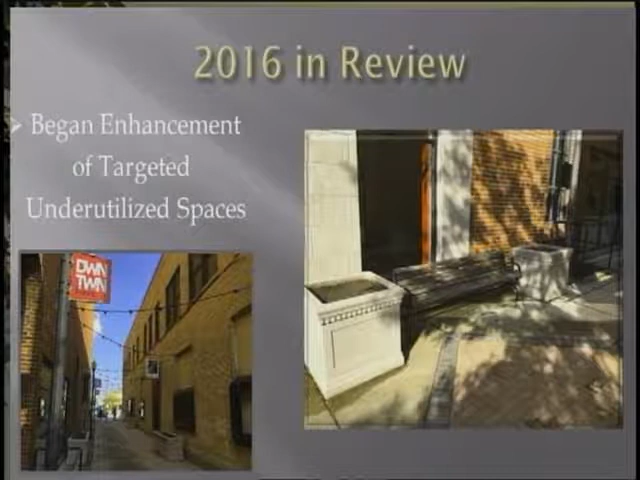 2016 in Review
Began Enhancement
of Targeted
Underutilized Spaces
DWN
TWN